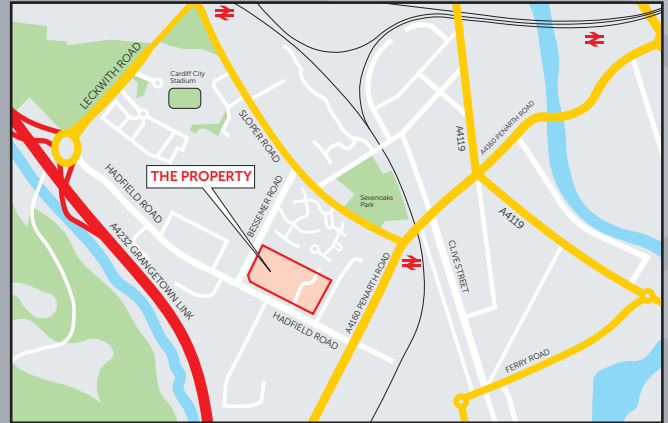 LECKWITH ROAD
Cardiff City
Stadium
SLOPER ROAD
A4119
A4160 PENARTH ROAD
HADFIELD ROAD
THE PROPERTY
BESSEMER ROAD
Sevenoaks
Park
A4119
A4232 GRANGETOWN LINK
CLIVE STREET
A4160 PENARTH ROAD
HADFIELD ROAD
FERRY ROAD